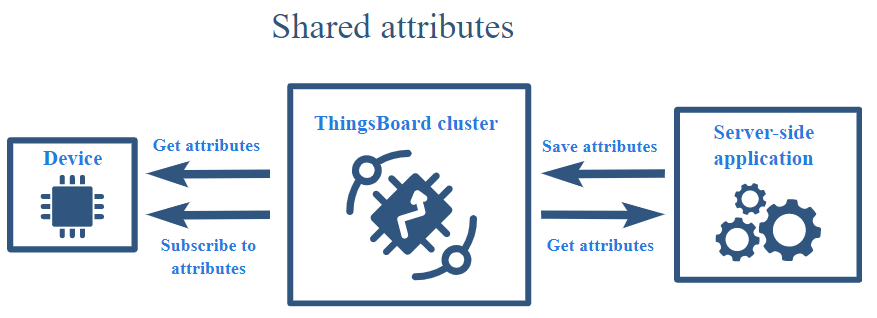 Shared attributes
Device
Get attributes
Subscribe to
attributes
ThingsBoard cluster
Save attributes
Get attributes
Server-side
application